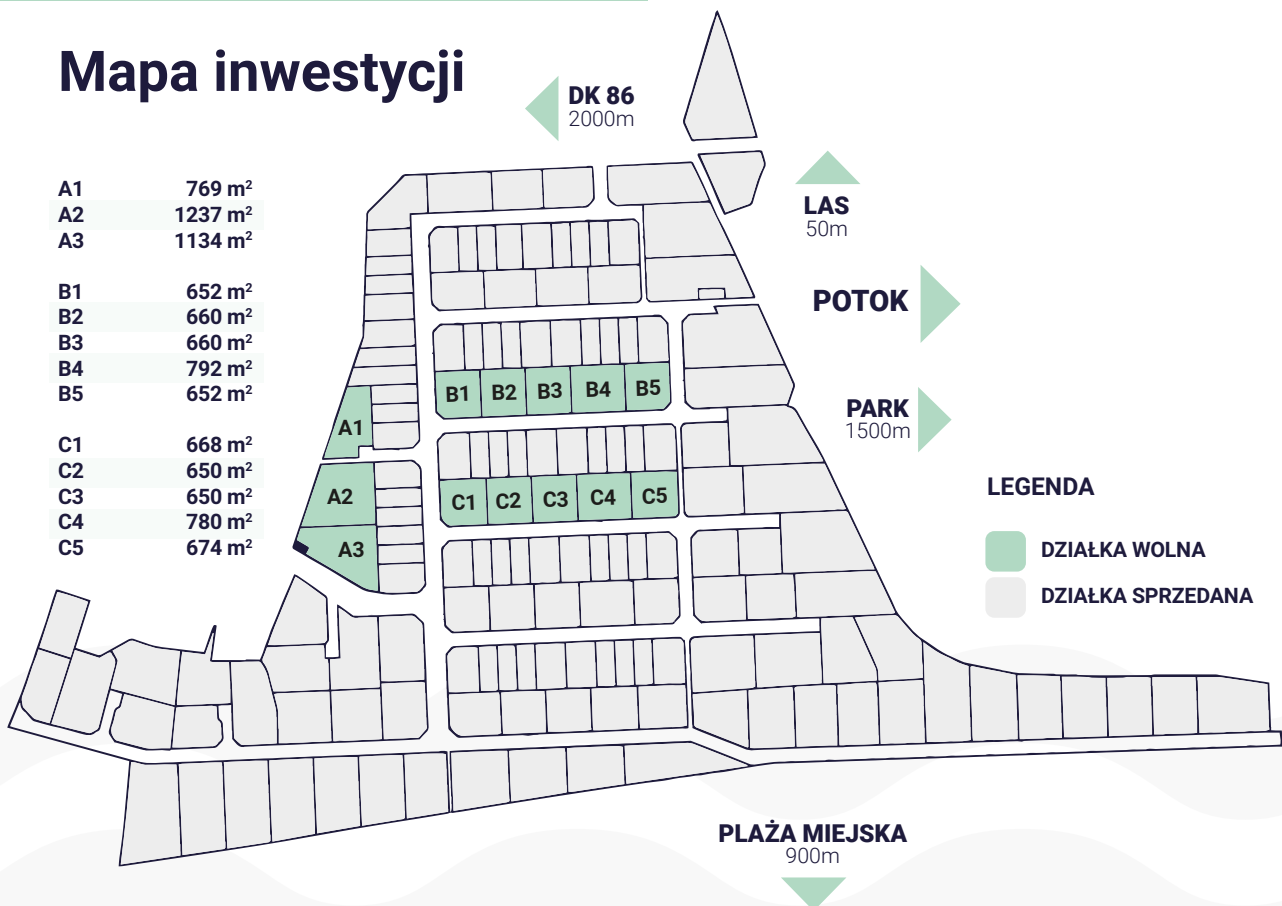 Mapa inwestycji
DK 86
2000m
A1 769 m²
A2 1237 m²
A3 1134 m²
B1 652 m²
B2 660 m²
B3 660 m²
B4 792 m²
B5 652 m²
C1 668 m²
C2 650 m²
C3 650 m²
C4 780 m²
C5 674 m²
LAS
50m
POTOK
PARK
1500m
B1 B2 B3 B4 B5
A1
A2
A3
C1 C2 C3 C4 C5
LEGENDA
DZIAŁKA WOLNA
DZIAŁKA SPRZEDANA
PLAŻA MIEJSKA
900m